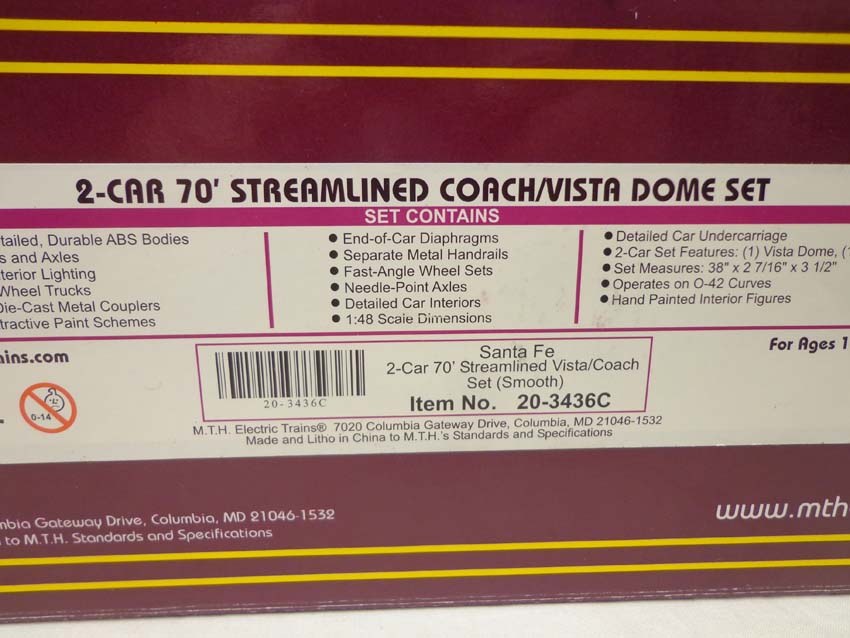 2-CAR 70' STREAMLINED COACH/VISTA DOME SET
SET CONTAINS
tailed, Durable ABS Bodies
s and Axles
terior Lighting
Wheel Trucks
Die-Cast Metal Couplers
tractive Paint Schemes
● End-of-Car Diaphragms
● Separate Metal Handrails
● Fast-Angle Wheel Sets
● Needle-Point Axles
● Detailed Car Interiors
● 1:48 Scale Dimensions
● Detailed Car Undercarriage
● 2-Car Set Features: (1) Vista Dome, (
● Set Measures: 38" x 2 7/16" x 3 1/2"
● Operates on O-42 Curves
● Hand Painted Interior Figures
ains.com
For Ages 1
0-14
20-3436C
Santa Fe
2-Car 70' Streamlined Vista/Coach
Set (Smooth)
Item No. 20-3436C
M.T.H. Electric Trains® 7020 Columbia Gateway Drive, Columbia, MD 21046-1532
Made and Litho in China to M.T.H.'s Standards and Specifications
mbia Gateway Drive, Columbia, MD 21046-1532
to M.T.H. Standards and Specifications
www.mth